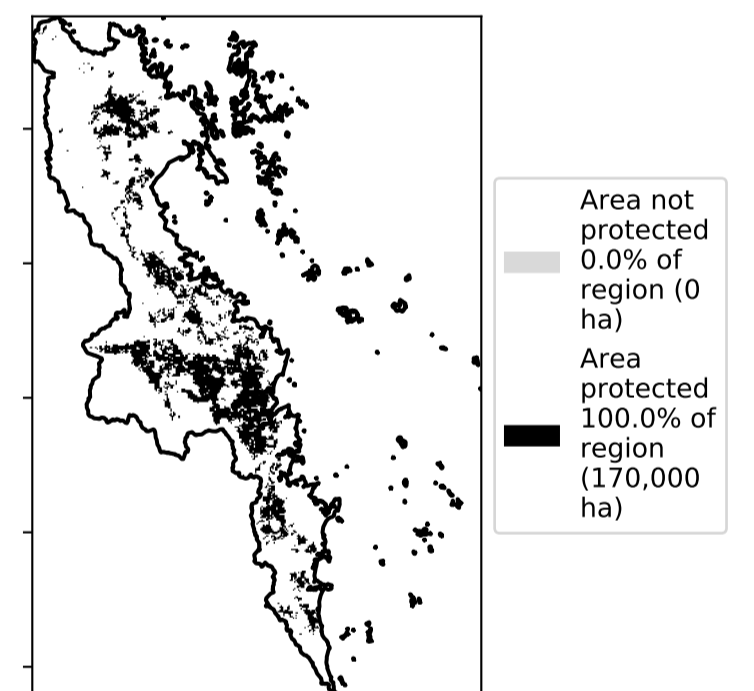 Area not
protected
0.0% of
region (0
ha)
Area
protected
100.0% of
region
(170,000
ha)